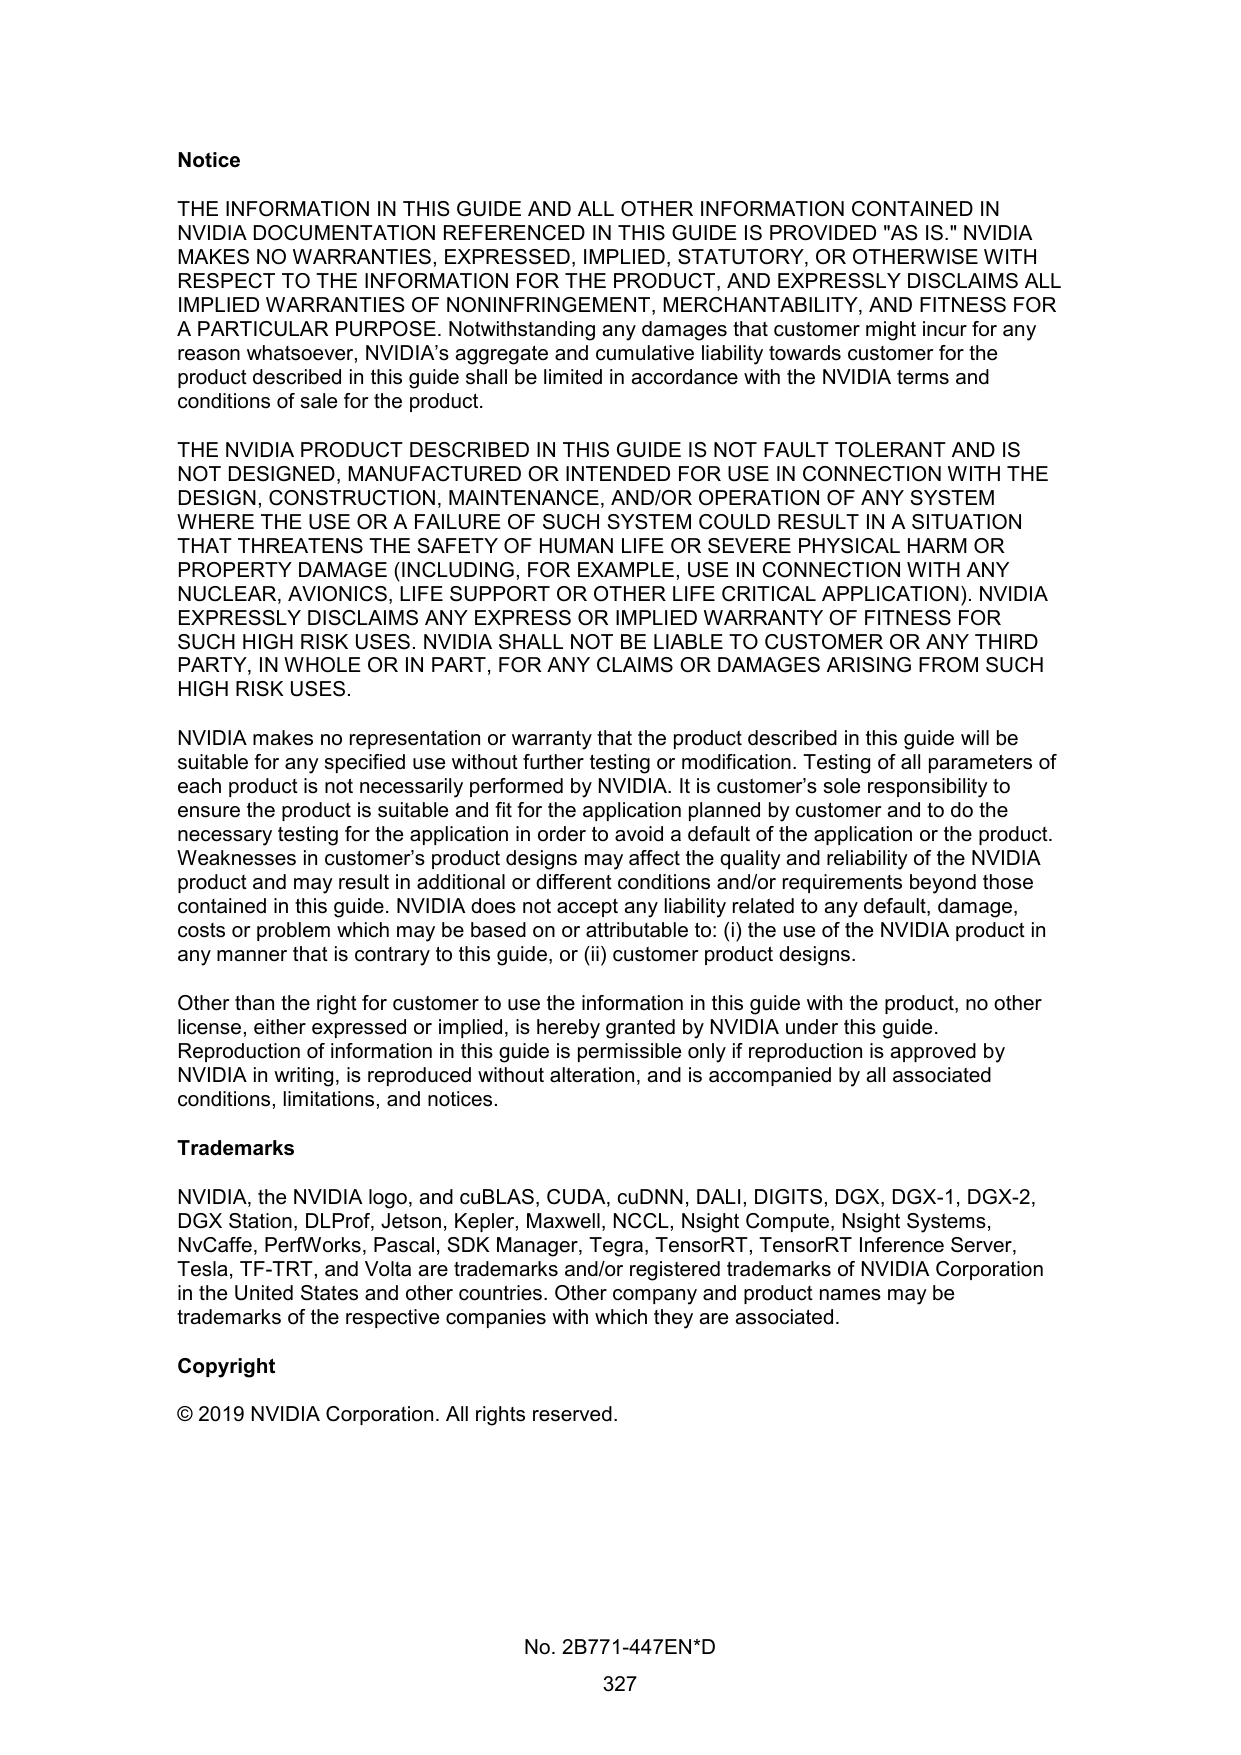 Notice
THE INFORMATION IN THIS GUIDE AND ALL OTHER INFORMATION CONTAINED IN
NVIDIA DOCUMENTATION REFERENCED IN THIS GUIDE IS PROVIDED "AS IS." NVIDIA
MAKES NO WARRANTIES, EXPRESSED, IMPLIED, STATUTORY, OR OTHERWISE WITH
RESPECT TO THE INFORMATION FOR THE PRODUCT, AND EXPRESSLY DISCLAIMS ALL
IMPLIED WARRANTIES OF NONINFRINGEMENT, MERCHANTABILITY, AND FITNESS FOR
A PARTICULAR PURPOSE. Notwithstanding any damages that customer might incur for any
reason whatsoever, NVIDIA’s aggregate and cumulative liability towards customer for the
product described in this guide shall be limited in accordance with the NVIDIA terms and
conditions of sale for the product.
THE NVIDIA PRODUCT DESCRIBED IN THIS GUIDE IS NOT FAULT TOLERANT AND IS
NOT DESIGNED, MANUFACTURED OR INTENDED FOR USE IN CONNECTION WITH THE
DESIGN, CONSTRUCTION, MAINTENANCE, AND/OR OPERATION OF ANY SYSTEM
WHERE THE USE OR A FAILURE OF SUCH SYSTEM COULD RESULT IN A SITUATION
THAT THREATENS THE SAFETY OF HUMAN LIFE OR SEVERE PHYSICAL HARM OR
PROPERTY DAMAGE (INCLUDING, FOR EXAMPLE, USE IN CONNECTION WITH ANY
NUCLEAR, AVIONICS, LIFE SUPPORT OR OTHER LIFE CRITICAL APPLICATION). NVIDIA
EXPRESSLY DISCLAIMS ANY EXPRESS OR IMPLIED WARRANTY OF FITNESS FOR
SUCH HIGH RISK USES. NVIDIA SHALL NOT BE LIABLE TO CUSTOMER OR ANY THIRD
PARTY, IN WHOLE OR IN PART, FOR ANY CLAIMS OR DAMAGES ARISING FROM SUCH
HIGH RISK USES.
NVIDIA makes no representation or warranty that the product described in this guide will be
suitable for any specified use without further testing or modification. Testing of all parameters of
each product is not necessarily performed by NVIDIA. It is customer’s sole responsibility to
ensure the product is suitable and fit for the application planned by customer and to do the
necessary testing for the application in order to avoid a default of the application or the product.
Weaknesses in customer’s product designs may affect the quality and reliability of the NVIDIA
product and may result in additional or different conditions and/or requirements beyond those
contained in this guide. NVIDIA does not accept any liability related to any default, damage,
costs or problem which may be based on or attributable to: (i) the use of the NVIDIA product in
any manner that is contrary to this guide, or (ii) customer product designs.
Other than the right for customer to use the information in this guide with the product, no other
license, either expressed or implied, is hereby granted by NVIDIA under this guide.
Reproduction of information in this guide is permissible only if reproduction is approved by
NVIDIA in writing, is reproduced without alteration, and is accompanied by all associated
conditions, limitations, and notices.
Trademarks
NVIDIA, the NVIDIA logo, and cuBLAS, CUDA, cuDNN, DALI, DIGITS, DGX, DGX-1, DGX-2,
DGX Station, DLProf, Jetson, Kepler, Maxwell, NCCL, Nsight Compute, Nsight Systems,
NvCaffe, PerfWorks, Pascal, SDK Manager, Tegra, TensorRT, TensorRT Inference Server,
Tesla, TF-TRT, and Volta are trademarks and/or registered trademarks of NVIDIA Corporation
in the United States and other countries. Other company and product names may be
trademarks of the respective companies with which they are associated.
Copyright
© 2019 NVIDIA Corporation. All rights reserved.
No. 2B771-447EN*D
327